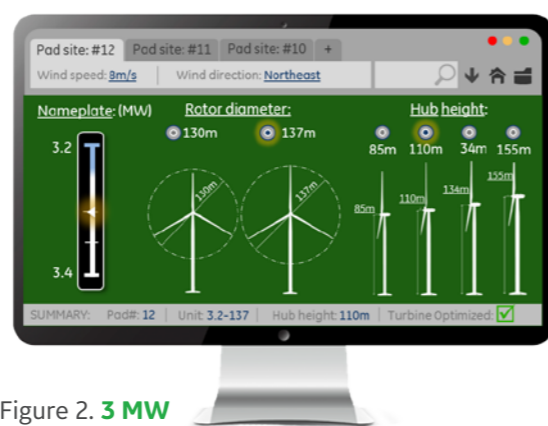 Pad site: #12 Pad site: #11 Pad site: #10 +
Wind speed: 8m/s Wind direction: Northeast
Nameplate: (MW) Rotor diameter: Hub height:
130m 137m
3.2
85m 110m 34m 155m
130m 137m
85m 110m 134m 155m
3.4
SUMMARY: Pad#: 12 Unit: 3.2-137 Hub height: 110m Turbine Optimized:
Figure 2. 3 MW